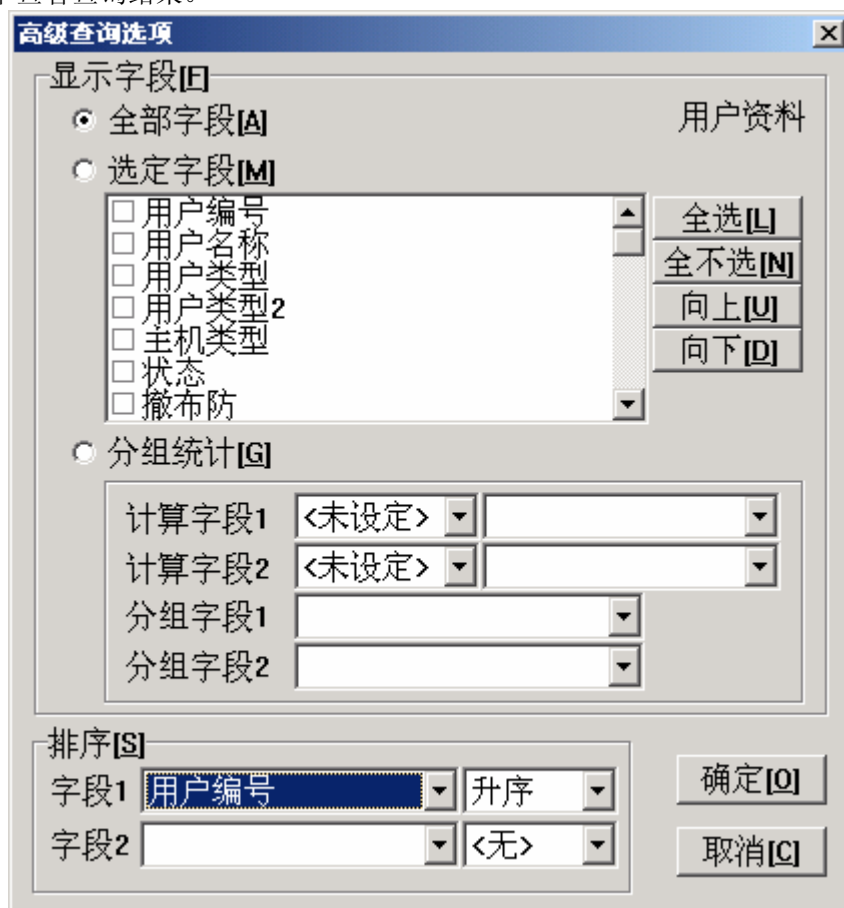 高级查询选项
显示字段[F]
全部字段[A]
用户资料
选定字段[M]
用户编号
用户名称
用户类型
用户类型2
主机类型
状态
撤布防
全选[L]
全不选[N]
向上[U]
向下[D]
分组统计[G]
计算字段1 <未设定>
计算字段2 <未设定>
分组字段1
分组字段2
排序[S]
字段1 用户编号 升序
字段2 <无>
确定[O]
取消[C]